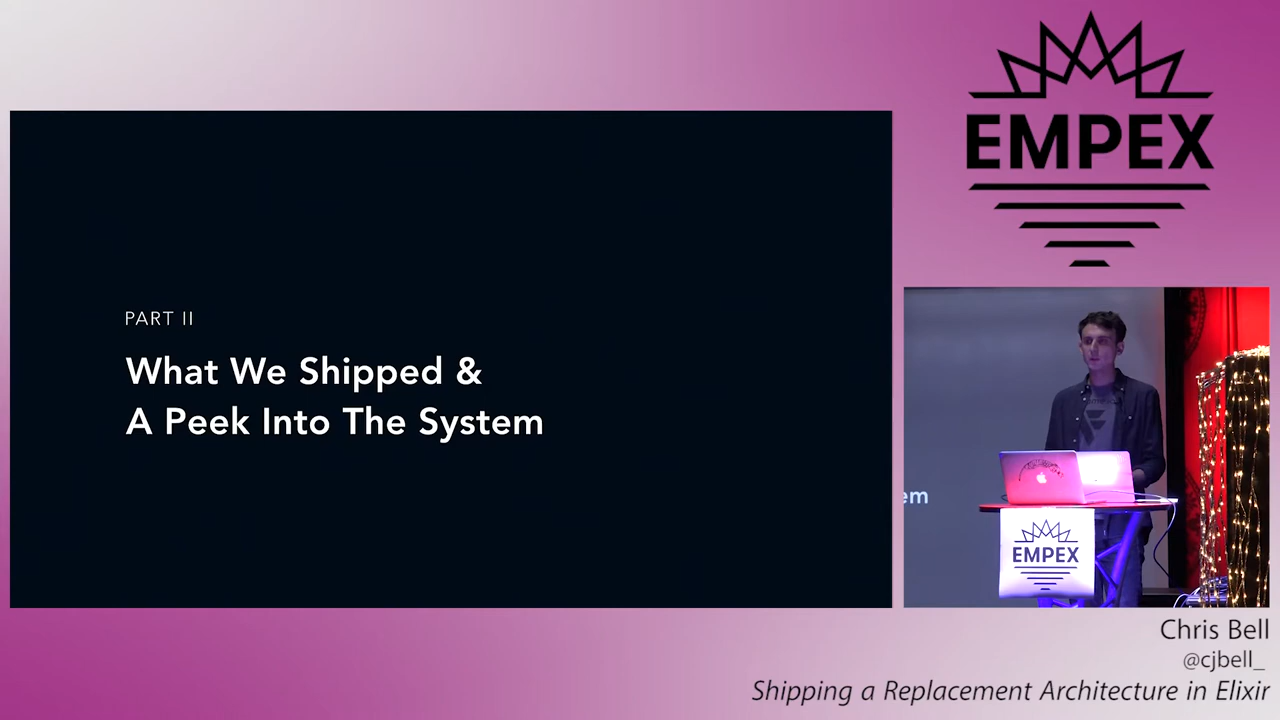 EMPEX
PART II
What We Shipped &
A Peek Into The System
em
EMPEX
Chris Bell
@cjbell_
Shipping a Replacement Architecture in Elixir